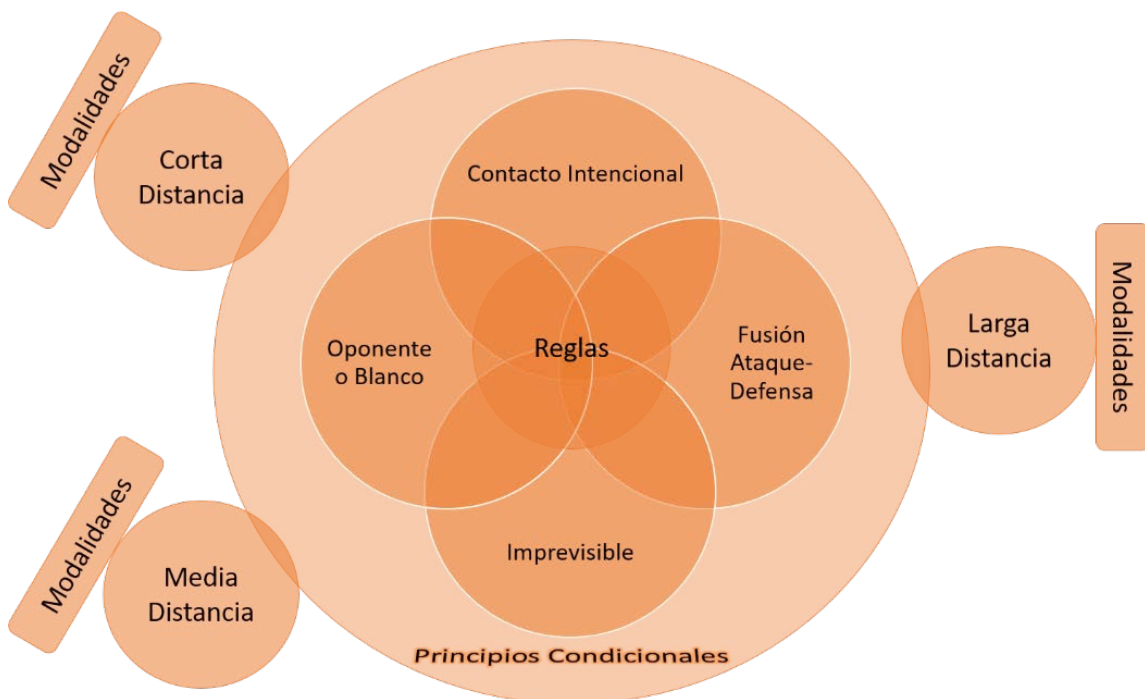 Modalidades
Corta
Distancia
Contacto Intencional
Oponente
o Blanco
Reglas
Fusión
Ataque-
Defensa
Larga
Distancia
Modalidades
Modalidades
Media
Distancia
Imprevisible
Principios Condicionales